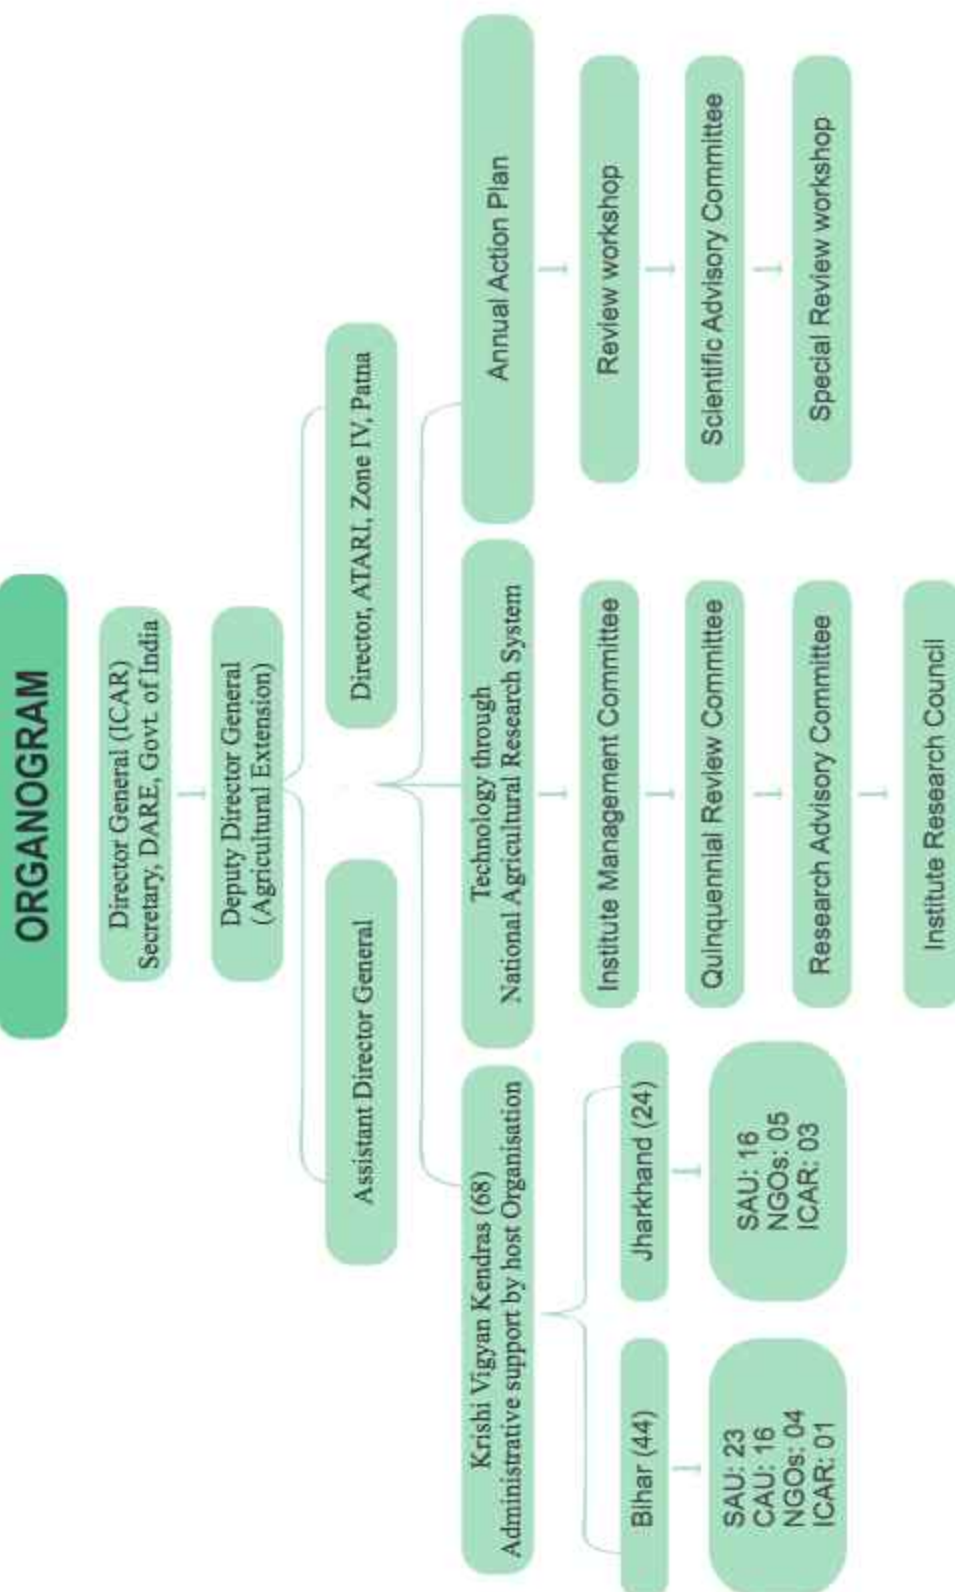 ORGANOGRAM
Director General (ICAR)
Secretary, DARE, Govt. of India
Deputy Director General
(Agricultural Extension)
Assistant Director General
Director, ATARI, Zone IV, Patna
Krishi Vigyan Kendras (68)
Administrative support by host Organisation
Technology through
National Agricultural Research System
Annual Action Plan
Bihar (44)
SAU: 23
CAU: 16
NGOs: 04
ICAR: 01
Jharkhand (24)
SAU: 16
NGOs: 05
ICAR: 03
Institute Management Committee
Quinquennial Review Committee
Research Advisory Committee
Institute Research Council
Review workshop
Scientific Advisory Committee
Special Review workshop